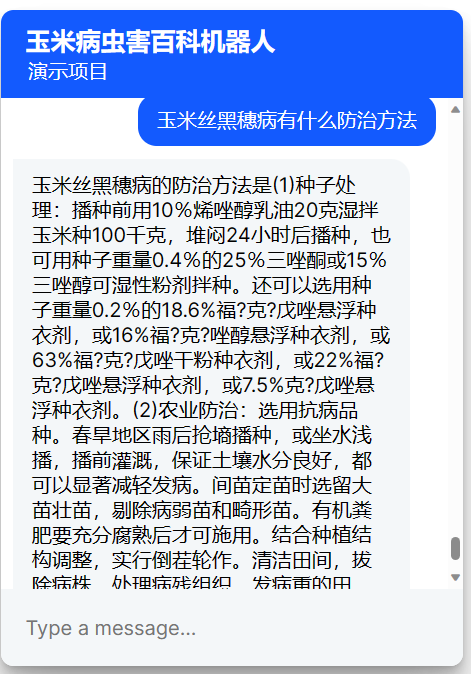 玉米病虫害百科机器人
演示项目
玉米丝黑穗病有什么防治方法
玉米丝黑穗病的防治方法是(1)种子处
理：播种前用10%烯唑醇乳油20克湿拌
玉米种100千克，堆闷24小时后播种，也
可用种子重量0.4%的25%三唑酮或15%
三唑醇可湿性粉剂拌种。还可以选用种
子重量0.2%的18.6%福?克?戊唑悬浮种
衣剂，或16%福?克?唑醇悬浮种衣剂，或
63%福?克?戊唑干粉种衣剂，或22%福?
克?戊唑悬浮种衣剂，或7.5%克?戊唑悬
浮种衣剂。(2)农业防治：选用抗病品
种。春旱地区雨后抢墒播种，或坐水浅
播，播前灌溉，保证土壤水分良好，都
可以显著减轻发病。间苗定苗时选留大
苗壮苗，剔除病弱苗和畸形苗。有机粪
肥要充分腐熟后才可施用。结合种植结
构调整，实行倒茬轮作。清洁田间，拔
除病株，处理病残组织。发病重的田
Type a message...